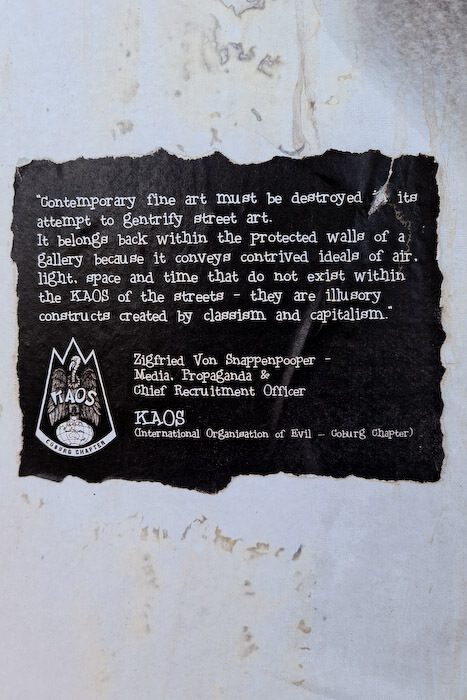 "Contemporary fine art must be destroyed in its
attempt to gentrify street art.
It belongs back within the protected walls of a
gallery because it conveys contrived ideals of air,
light, space and time that do not exist within
the KAOS of the streets - they are illusory
constructs created by classism and capitalism."
Zigfried Von Snappenpooper -
Media, Propaganda &
Chief Recruitment Officer
KAOS
(International Organisation of Evil - Coburg Chapter)
KAOS
COBURG CHAPTER